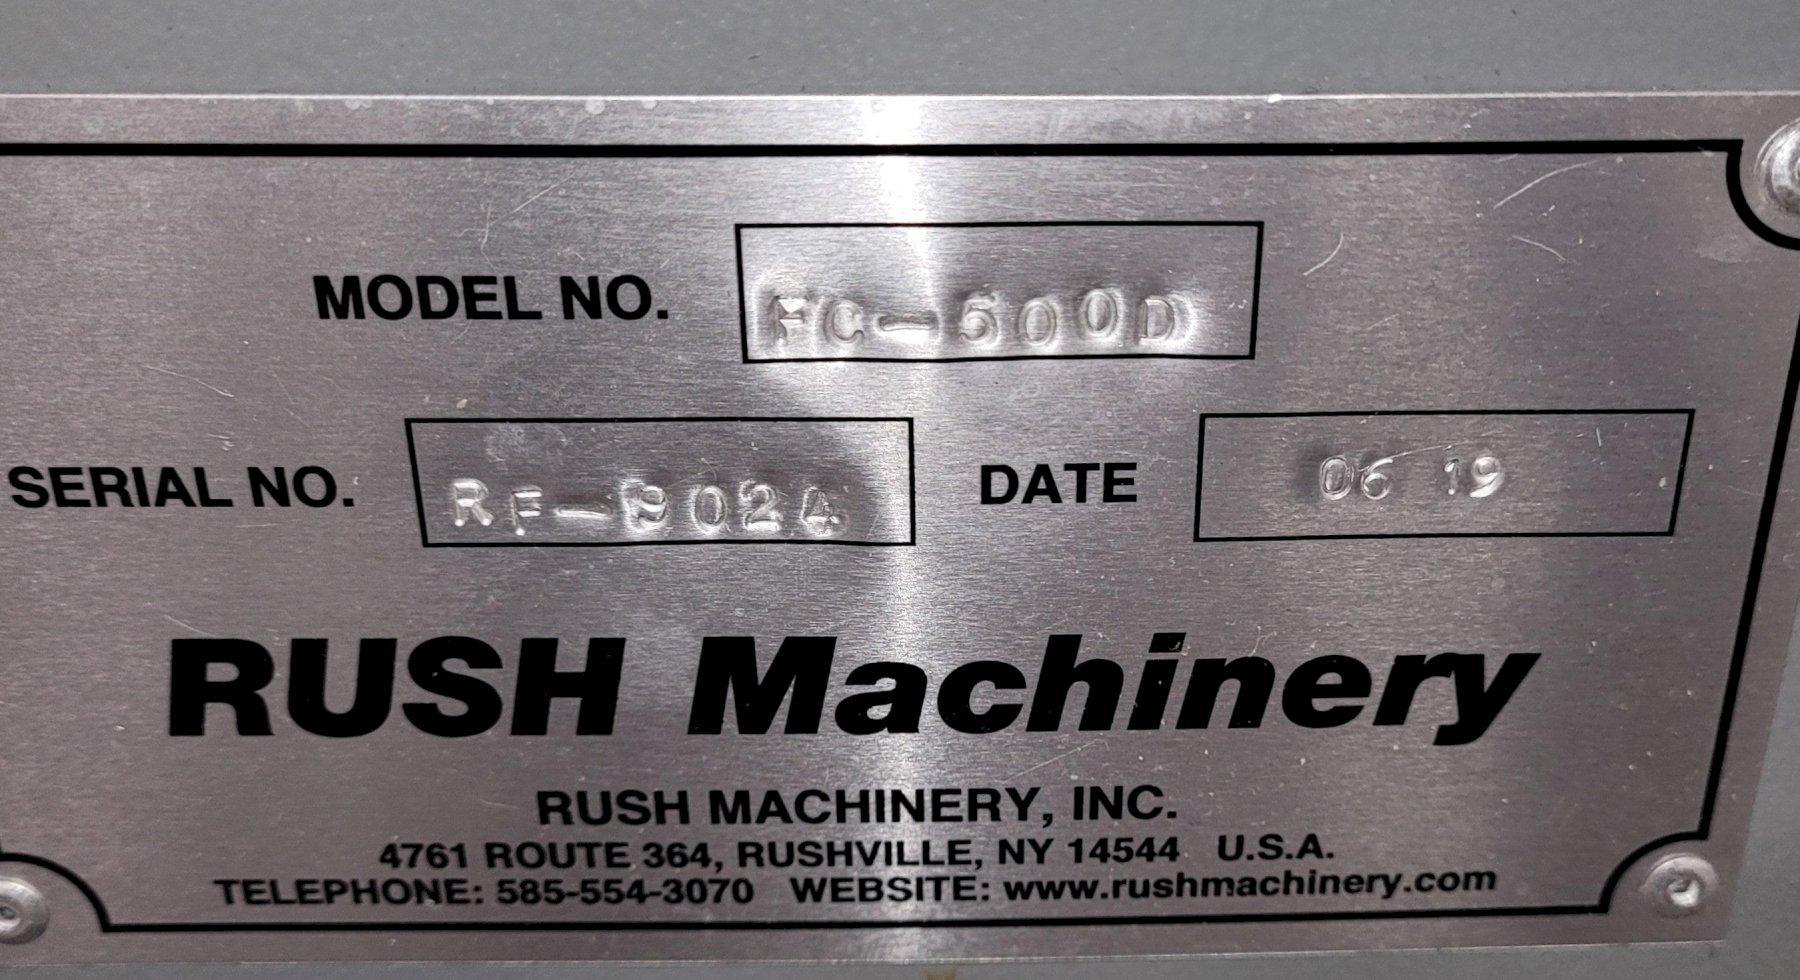 MODEL NO. FC-500D
SERIAL NO. RF-9024 DATE 06 19
RUSH Machinery
RUSH MACHINERY, INC.
4761 ROUTE 364, RUSHVILLE, NY 14544 U.S.A.
TELEPHONE: 585-554-3070 WEBSITE: www.rushmachinery.com